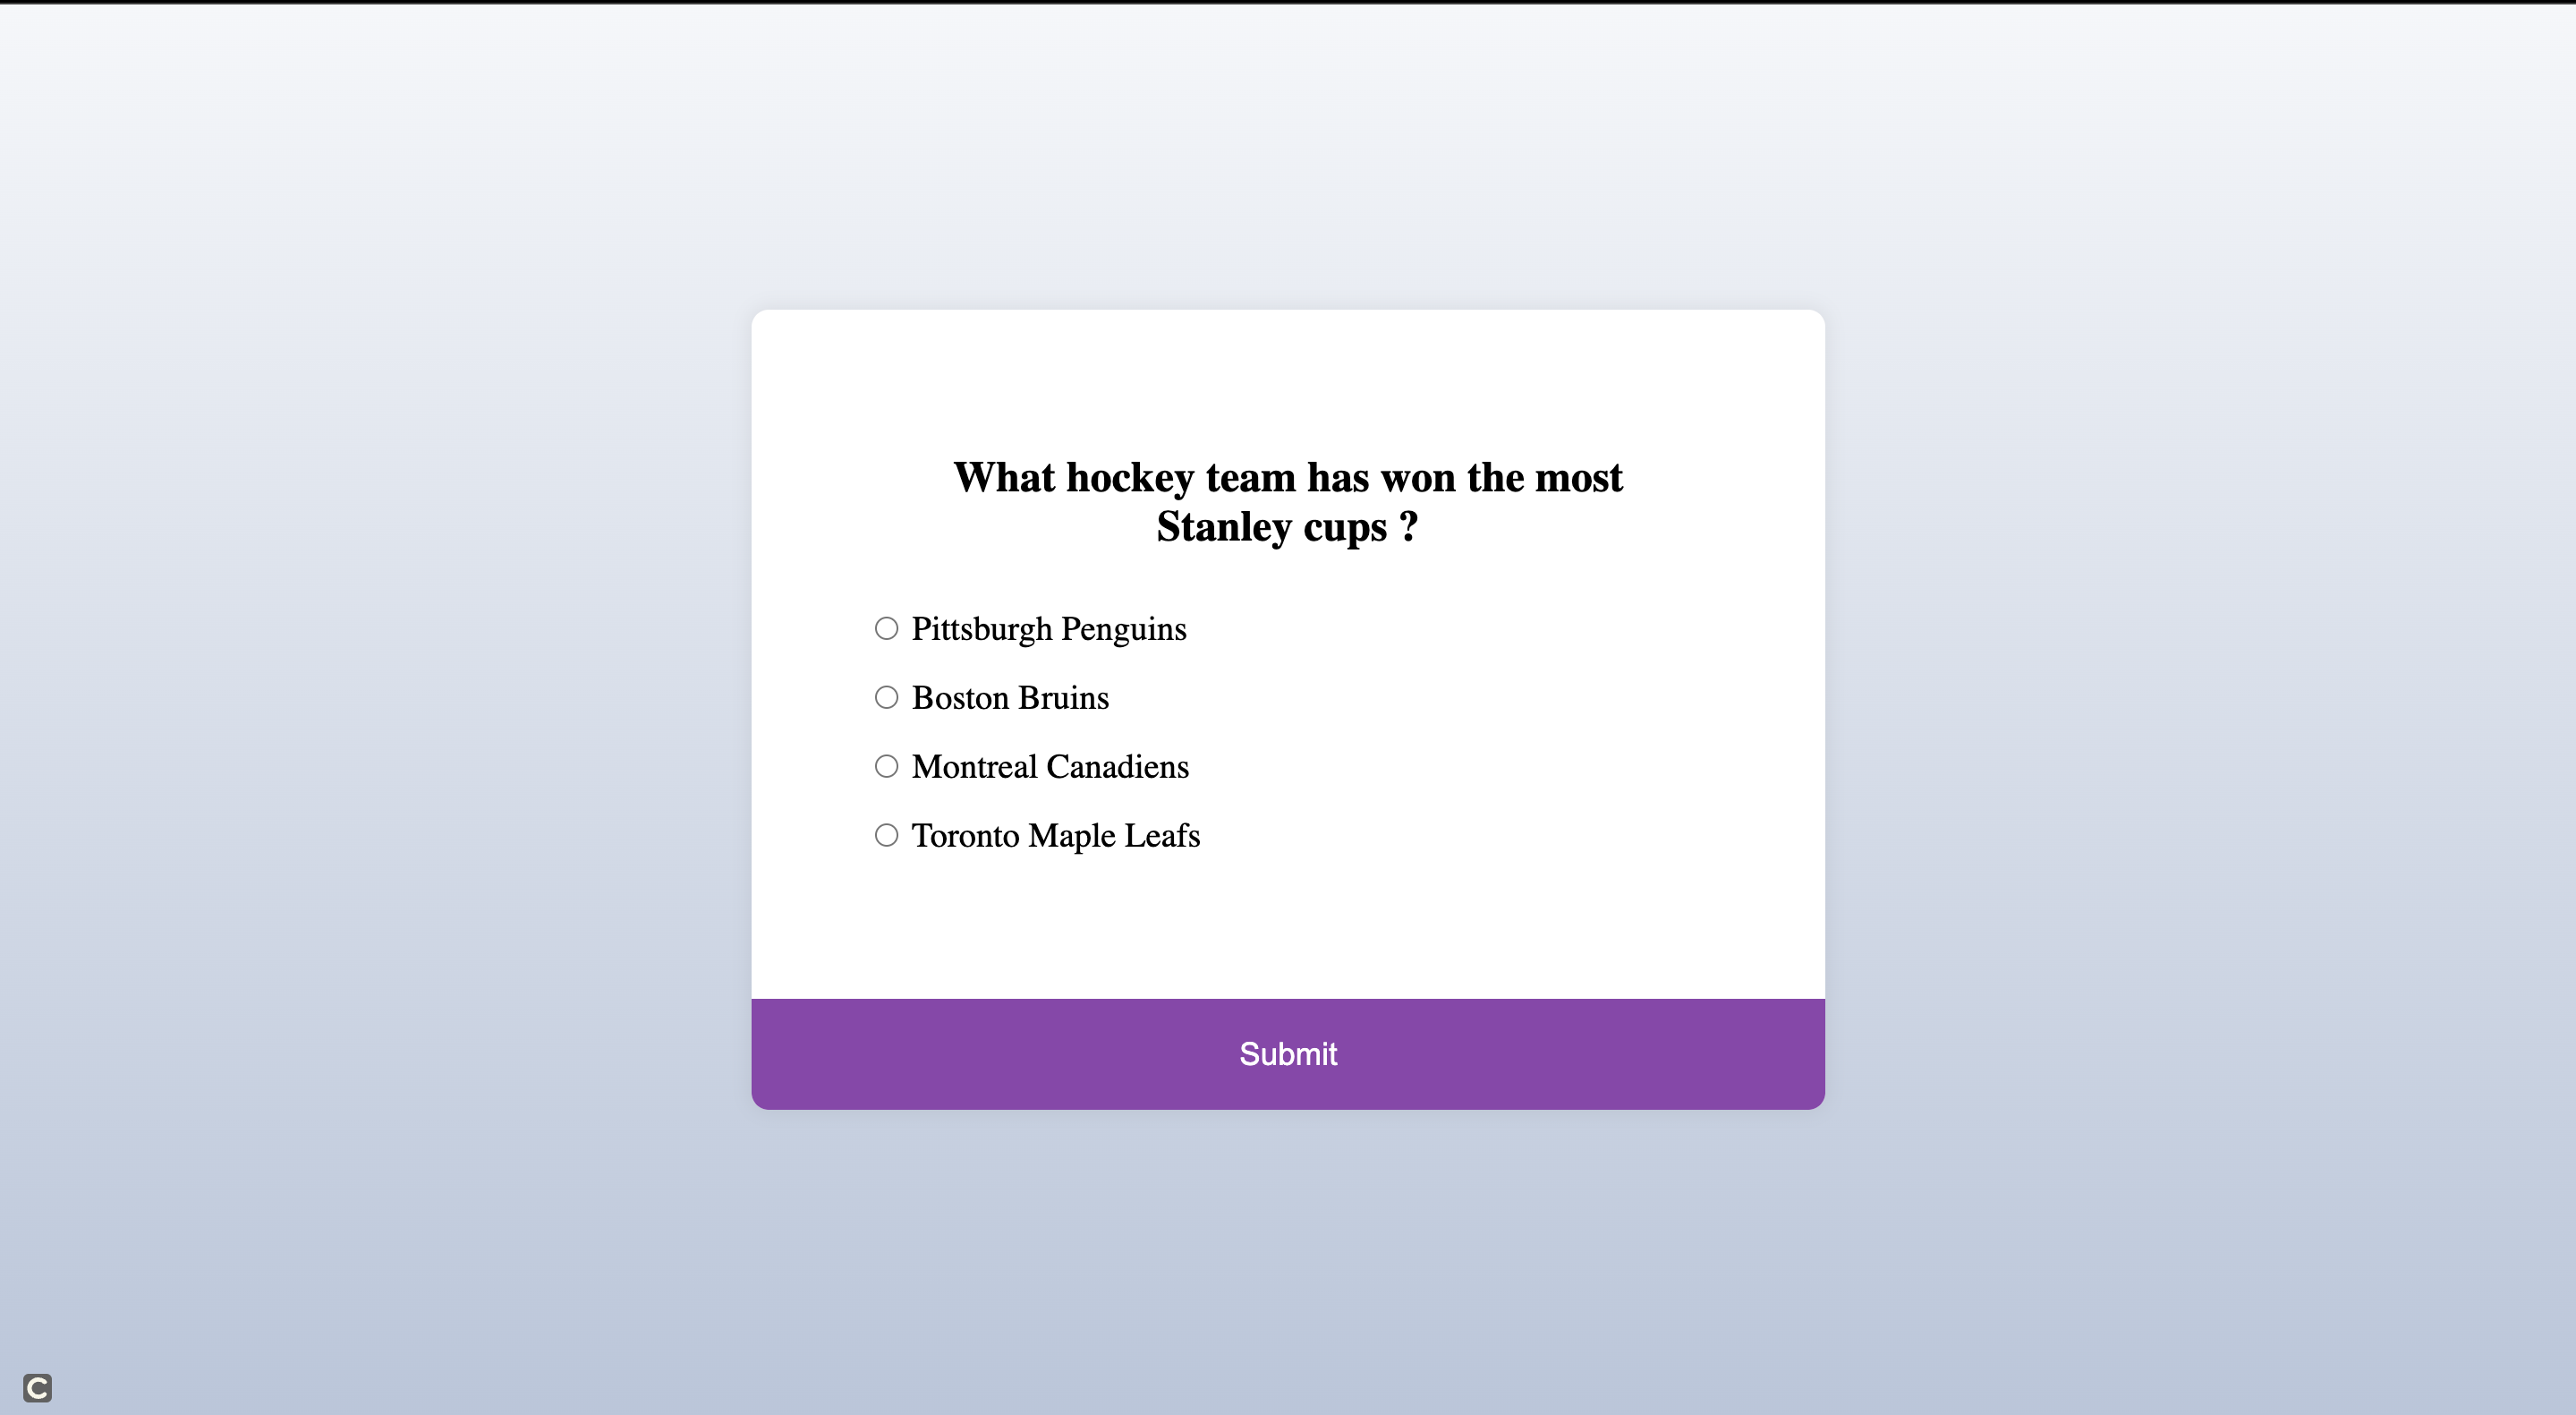 What hockey team has won the most
Stanley cups ?
Pittsburgh Penguins
Boston Bruins
Montreal Canadiens
Toronto Maple Leafs
Submit
C